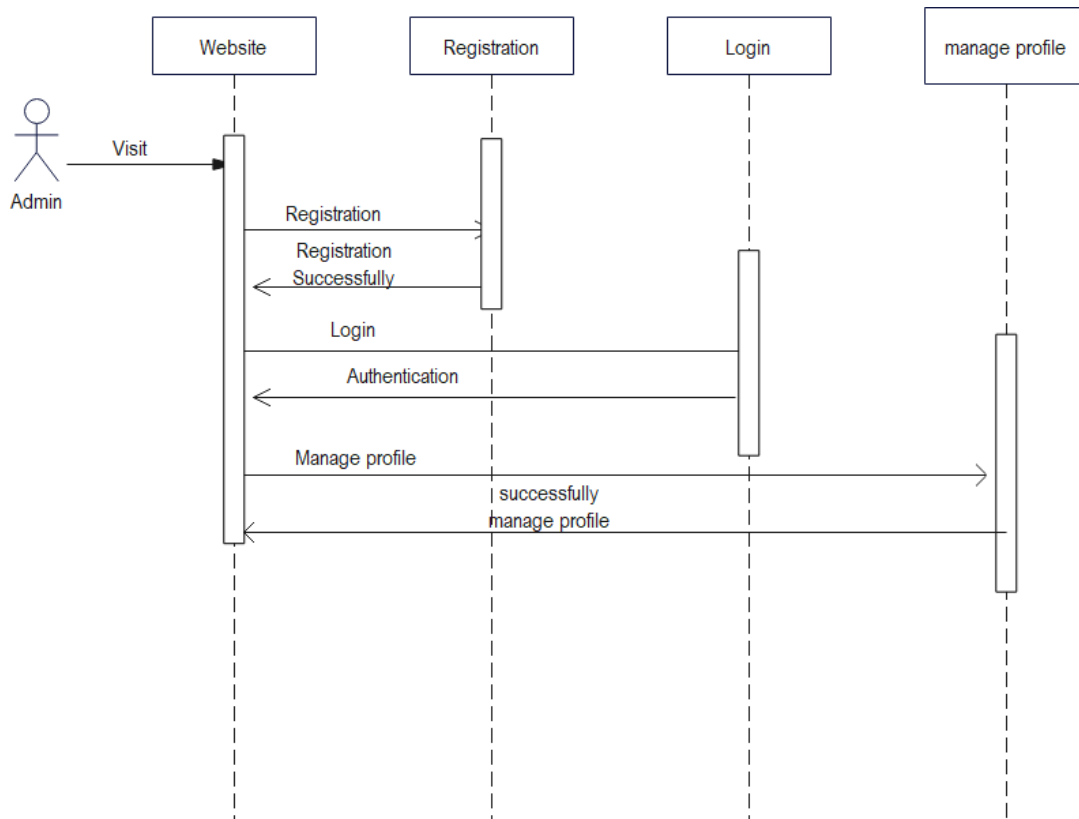 Website
Registration
Login
manage profile
Visit
Admin
Registration
Registration
Successfully
Login
Authentication
Manage profile
successfully
manage profile